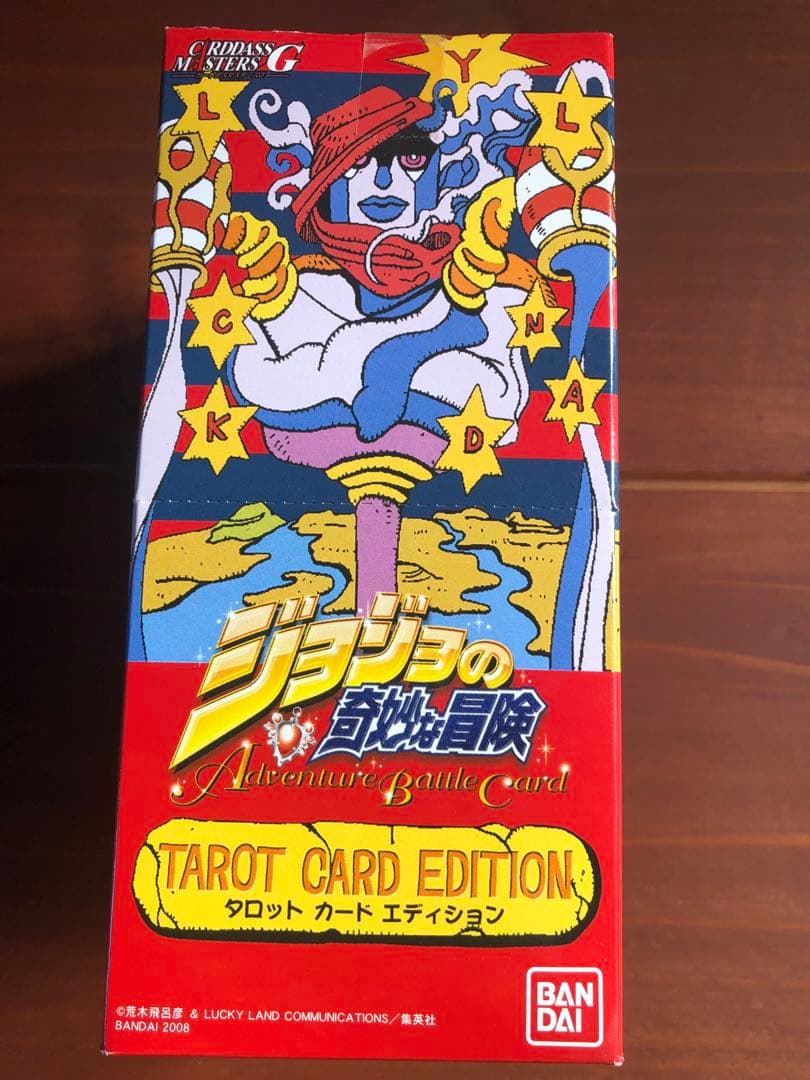 CARDDASS
MASTERS G
Y
L L
C N
K D A
ジョジョの
奇妙な冒険
Adventure Battle Card
TAROT CARD EDITION
タロット カード エディション
©荒木飛呂彦 & LUCKY LAND COMMUNICATIONS／集英社
BANDAI 2008
BAN
DAI